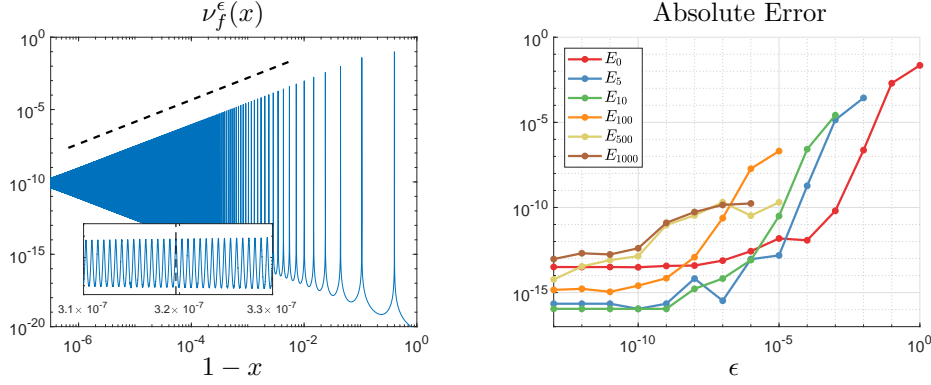 $\nu_f^\epsilon(x)$
10^0
10^-5
10^-10
10^-15
10^-20
3.1 × 10^-7
3.2 × 10^-7
3.3 × 10^-7
10^-6
10^-4
10^-2
10^0
1 − x
Absolute Error
10^0
10^-5
10^-10
10^-15
E_0
E_5
E_10
E_100
E_500
E_1000
10^-10
10^-5
10^0
ϵ